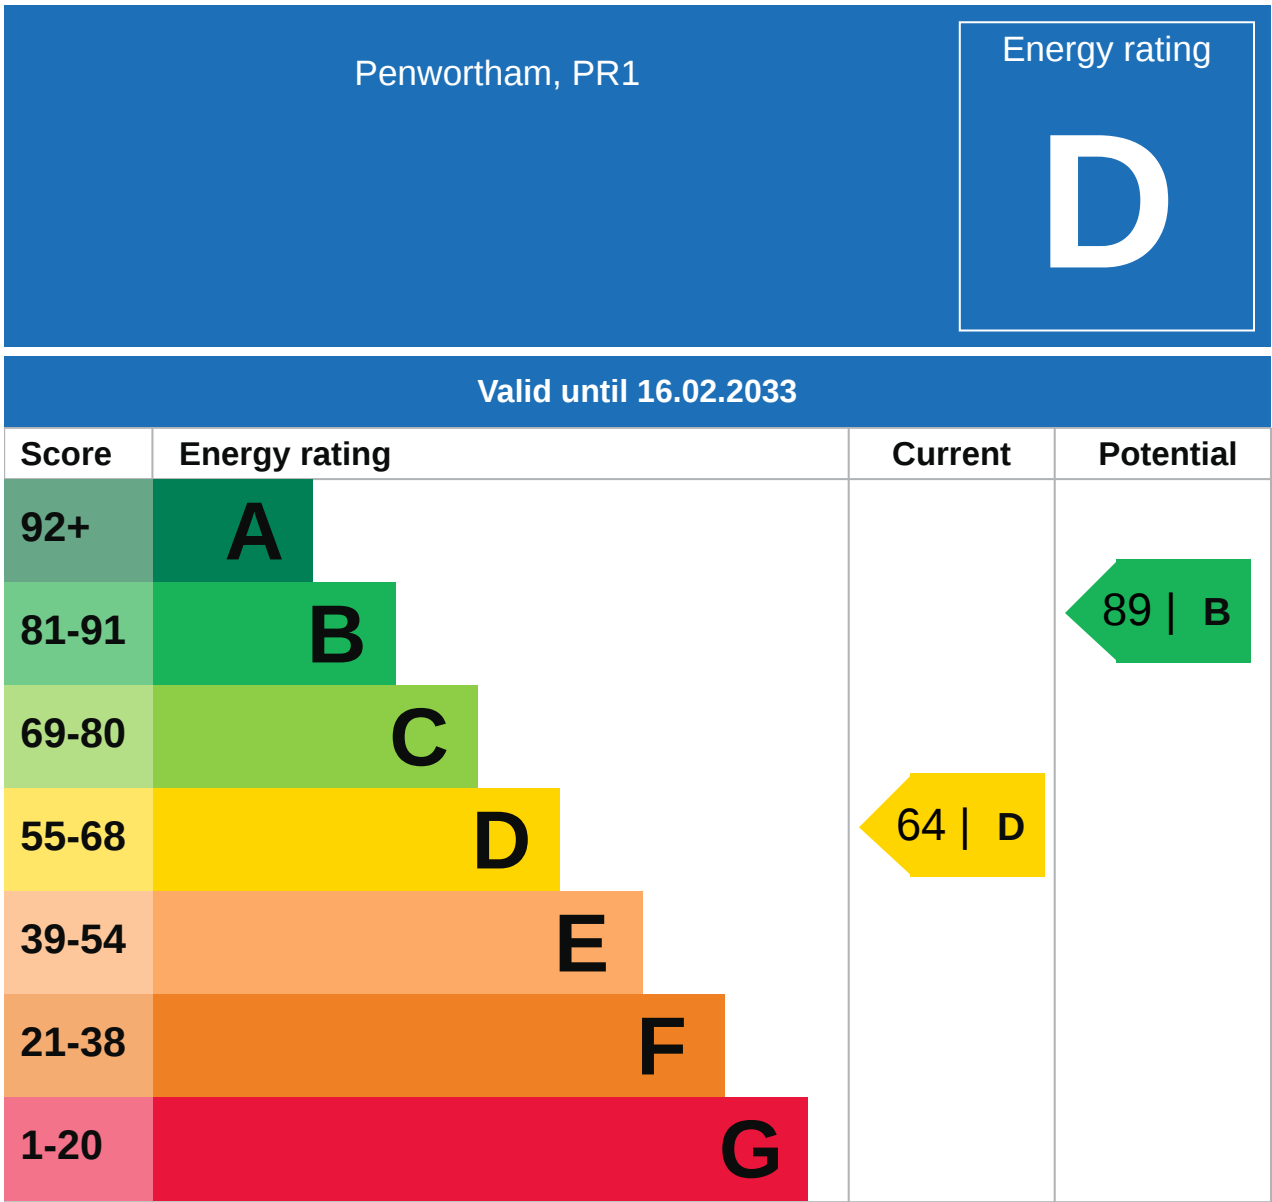 Penwortham, PR1
Energy rating
D
Valid until 16.02.2033
Score Energy rating Current Potential
92+ A
81-91 B 89 | B
69-80 C
55-68 D 64 | D
39-54 E
21-38 F
1-20 G